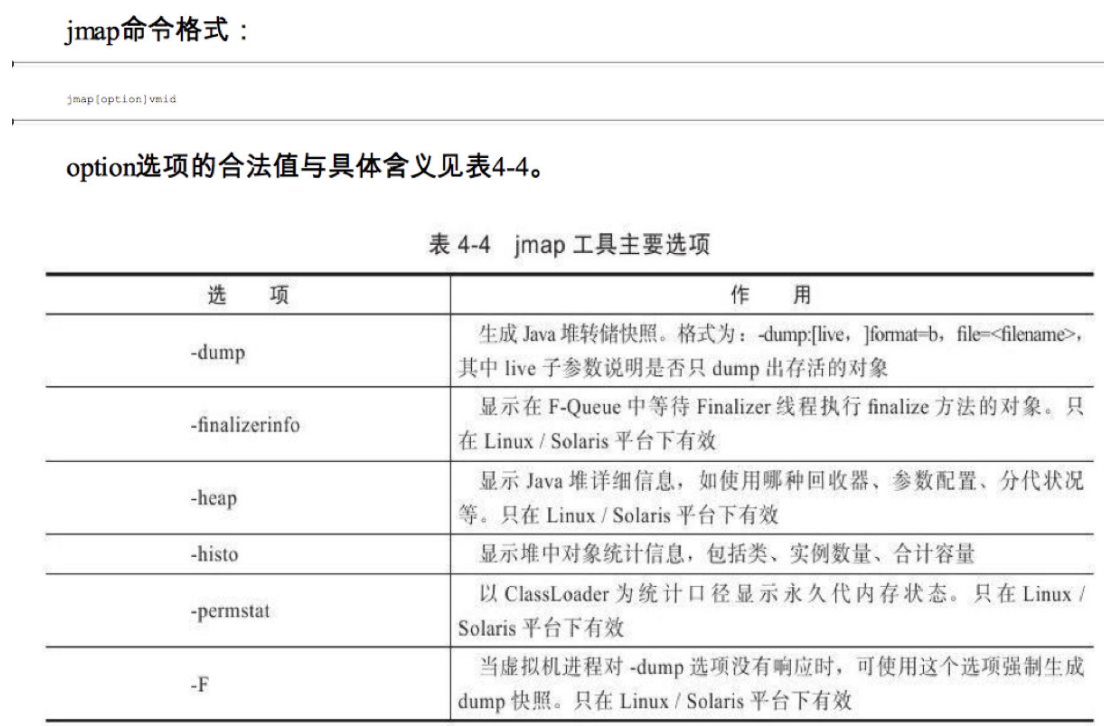 jmap命令格式：
jmap[option]vmid
option选项的合法值与具体含义见表4-4。
表 4-4 jmap 工具主要选项
选 项 作 用
-dump 生成 Java 堆转储快照。格式为：-dump:[live，]format=b，file=<filename>，
其中 live 子参数说明是否只 dump 出存活的对象
-finalizerinfo 显示在 F-Queue 中等待 Finalizer 线程执行 finalize 方法的对象。只
在 Linux / Solaris 平台下有效
-heap 显示 Java 堆详细信息，如使用哪种回收器、参数配置、分代状况
等。只在 Linux / Solaris 平台下有效
-histo 显示堆中对象统计信息，包括类、实例数量、合计容量
-permstat 以 ClassLoader 为统计口径显示永久代内存状态。只在 Linux /
Solaris 平台下有效
-F 当虚拟机进程对 -dump 选项没有响应时，可使用这个选项强制生成
dump 快照。只在 Linux / Solaris 平台下有效